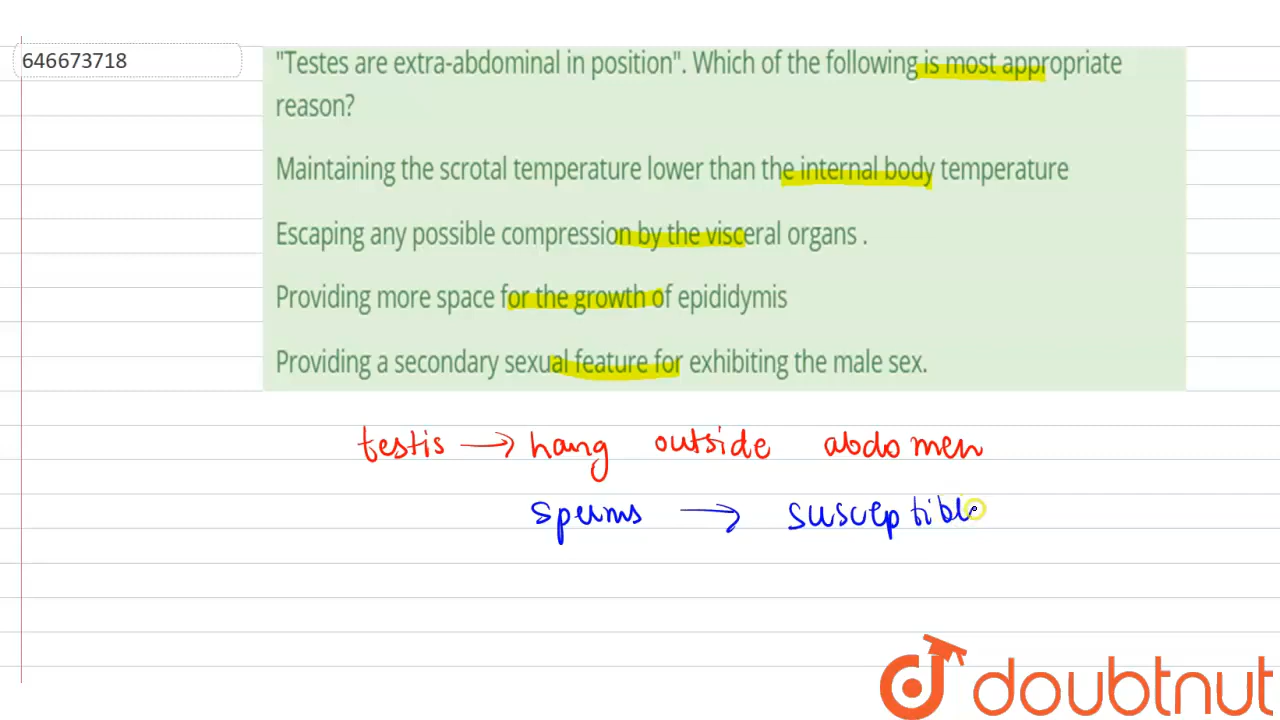 646673718
"Testes are extra-abdominal in position". Which of the following is most appropriate
reason?
Maintaining the scrotal temperature lower than the internal body temperature
Escaping any possible compression by the visceral organs .
Providing more space for the growth of epididymis
Providing a secondary sexual feature for exhibiting the male sex.
testis → hang outside abdomen
sperms → susceptible
doubtnut